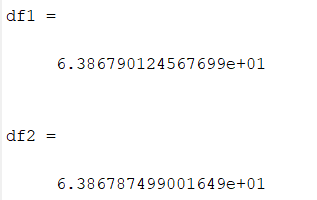 df1 =
6.386790124567699e+01
df2 =
6.386787499001649e+01